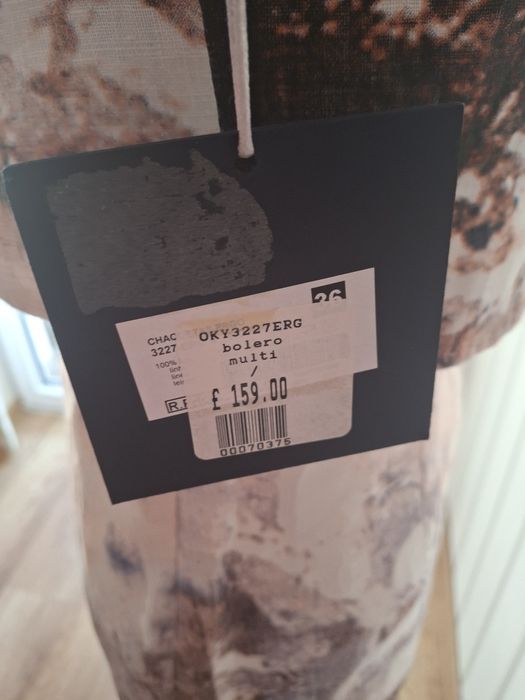 36
CHAC
3227
100%
OKY3227ERG
bolero
multi
/
£ 159.00
00070375